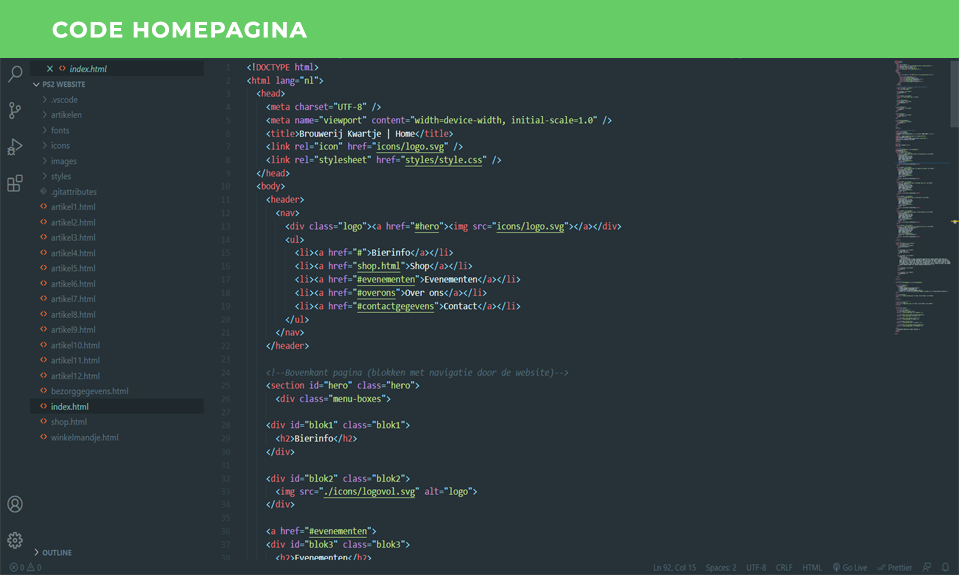 CODE HOMEPAGINA
index.html
PS2 WEBSITE
.vscode
artikelen
fonts
icons
images
styles
.gitattributes
artikel1.html
artikel2.html
artikel3.html
artikel4.html
artikel5.html
artikel6.html
artikel7.html
artikel8.html
artikel9.html
artikel10.html
artikel11.html
artikel12.html
bezorggegevens.html
index.html
shop.html
winkelmandje.html
OUTLINE
1 <!DOCTYPE html>
2 <html lang="nl">
3 <head>
4 <meta charset="UTF-8" />
5 <meta name="viewport" content="width=device-width, initial-scale=1.0" />
6 <title>Brouwerij Kwartje | Home</title>
7 <link rel="icon" href="icons/logo.svg" />
8 <link rel="stylesheet" href="styles/style.css" />
9 </head>
10 <body>
11 <header>
12 <nav>
13 <div class="logo"><a href="#hero"><img src="icons/logo.svg"></a></div>
14 <ul>
15 <li><a href="#">Bierinfo</a></li>
16 <li><a href="shop.html">Shop</a></li>
17 <li><a href="#evenementen">Evenementen</a></li>
18 <li><a href="#overons">Over ons</a></li>
19 <li><a href="#contactgegevens">Contact</a></li>
20 </ul>
21 </nav>
22 </header>
23
24 <!--Bovenkant pagina (blokken met navigatie door de website)-->
25 <section id="hero" class="hero">
26 <div class="menu-boxes">
27
28 <div id="blok1" class="blok1">
29 <h2>Bierinfo</h2>
30 </div>
31
32 <div id="blok2" class="blok2">
33 <img src="./icons/logovol.svg" alt="logo">
34 </div>
35
36 <a href="#evenementen">
37 <div id="blok3" class="blok3">
38 <h2>Evenementen</h2>
0 0 Ln 92, Col 15 Spaces: 2 UTF-8 CRLF HTML Go Live Prettier